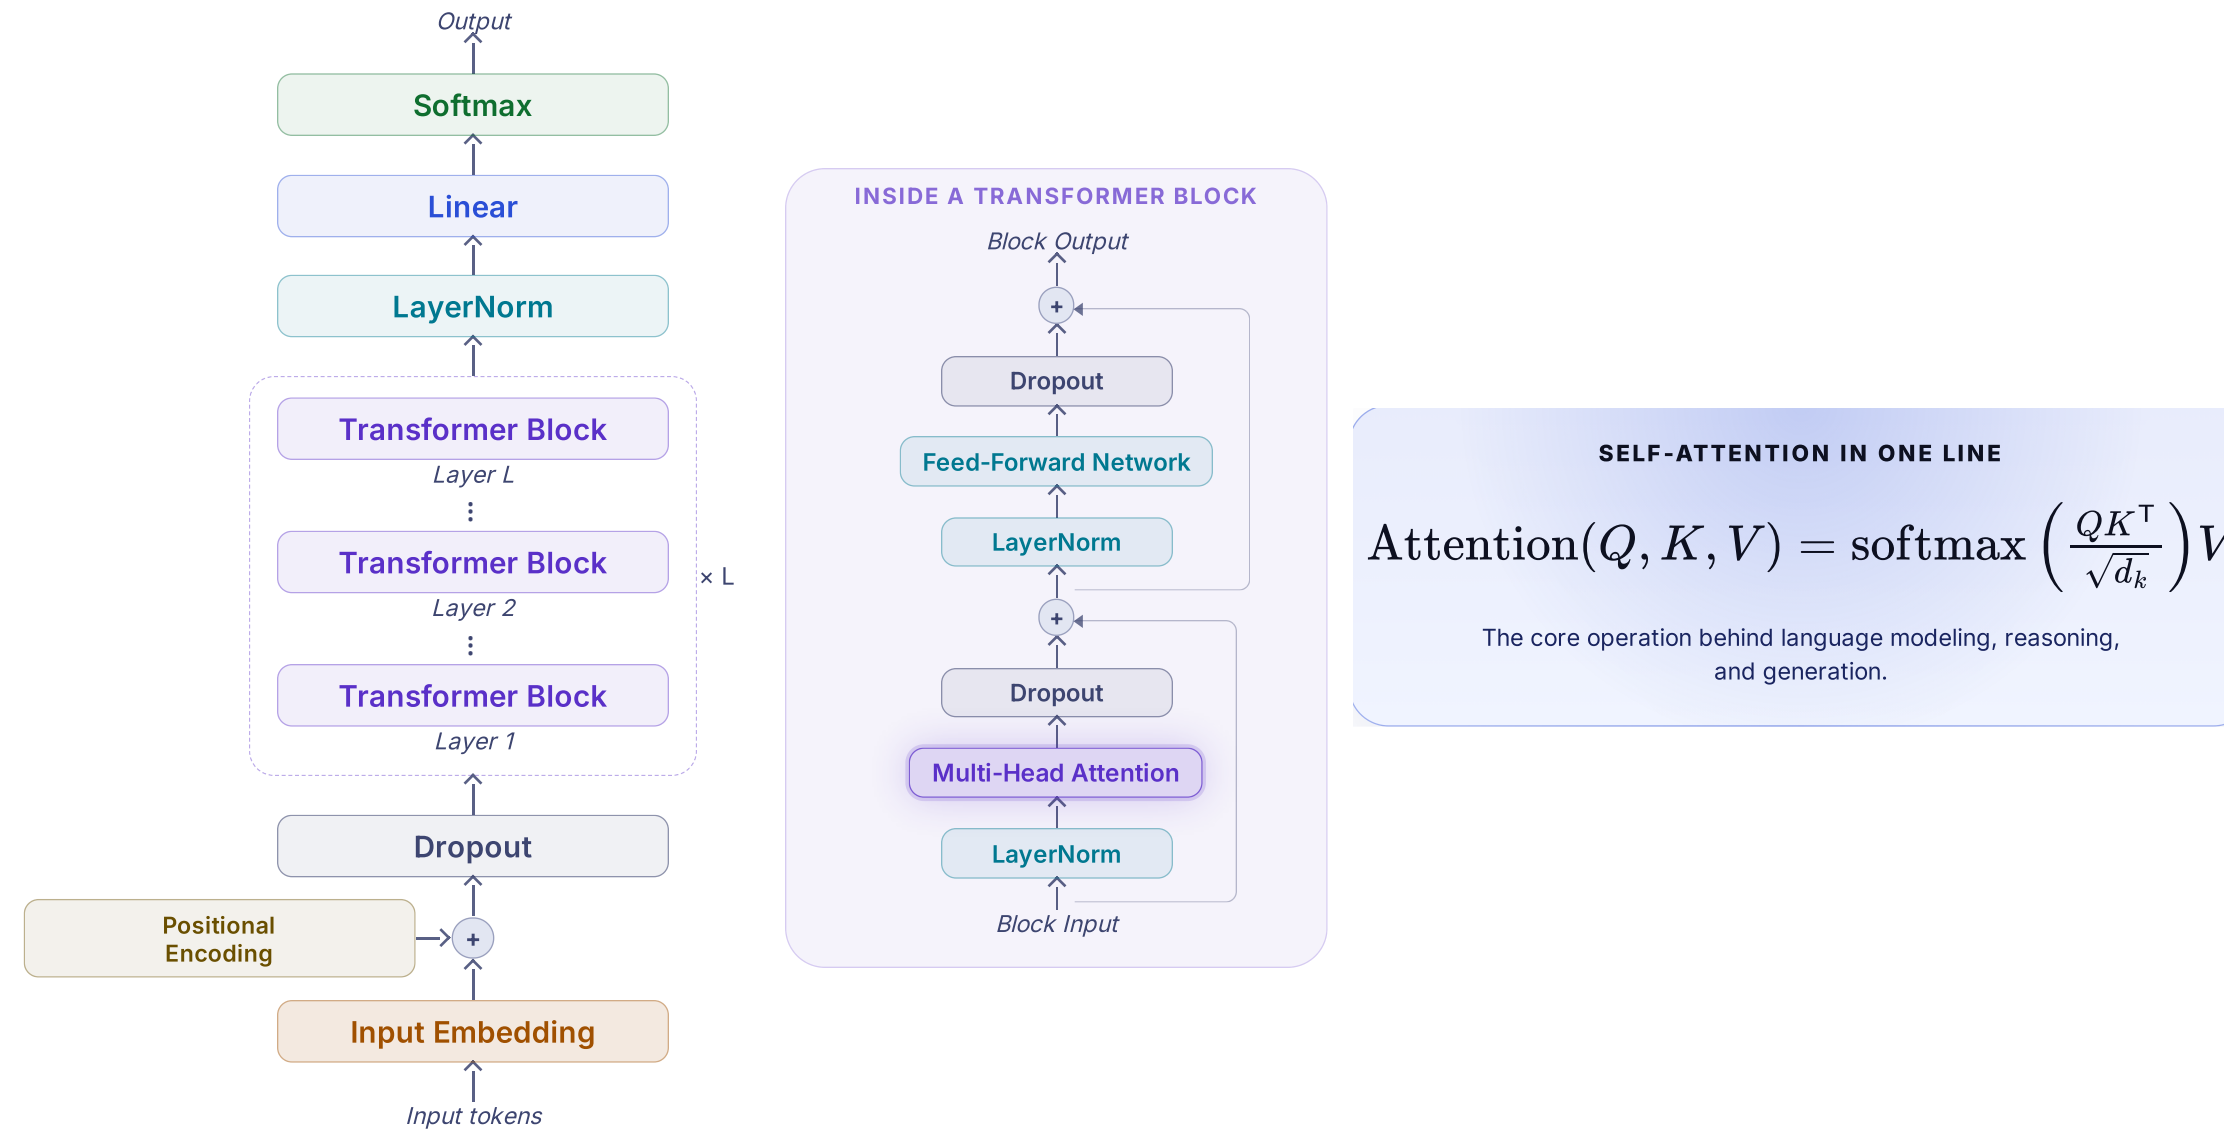 Output
Softmax
Linear
LayerNorm
Transformer Block
Layer L
⋮
Transformer Block
Layer 2
⋮
Transformer Block
Layer 1
× L
Dropout
Positional
Encoding
+
Input Embedding
Input tokens
INSIDE A TRANSFORMER BLOCK
Block Output
+
Dropout
Feed-Forward Network
LayerNorm
+
Dropout
Multi-Head Attention
LayerNorm
Block Input
SELF-ATTENTION IN ONE LINE
Attention(Q, K, V) = softmax(QK⊤/√dₖ)V
The core operation behind language modeling, reasoning,
and generation.